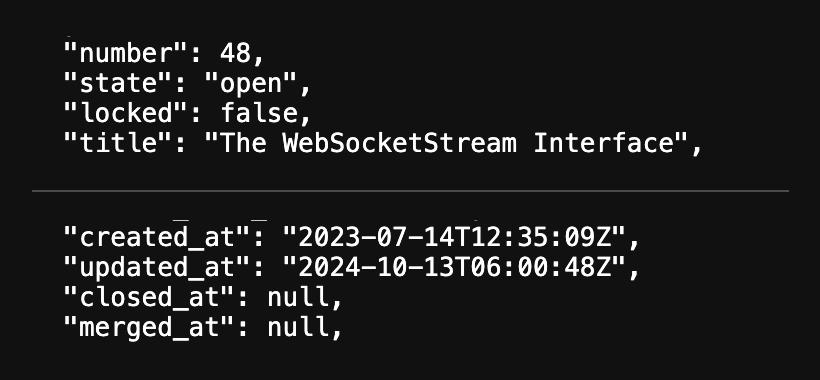 "number": 48,
"state": "open",
"locked": false,
"title": "The WebSocketStream Interface",
"created_at": "2023-07-14T12:35:09Z",
"updated_at": "2024-10-13T06:00:48Z",
"closed_at": null,
"merged_at": null,